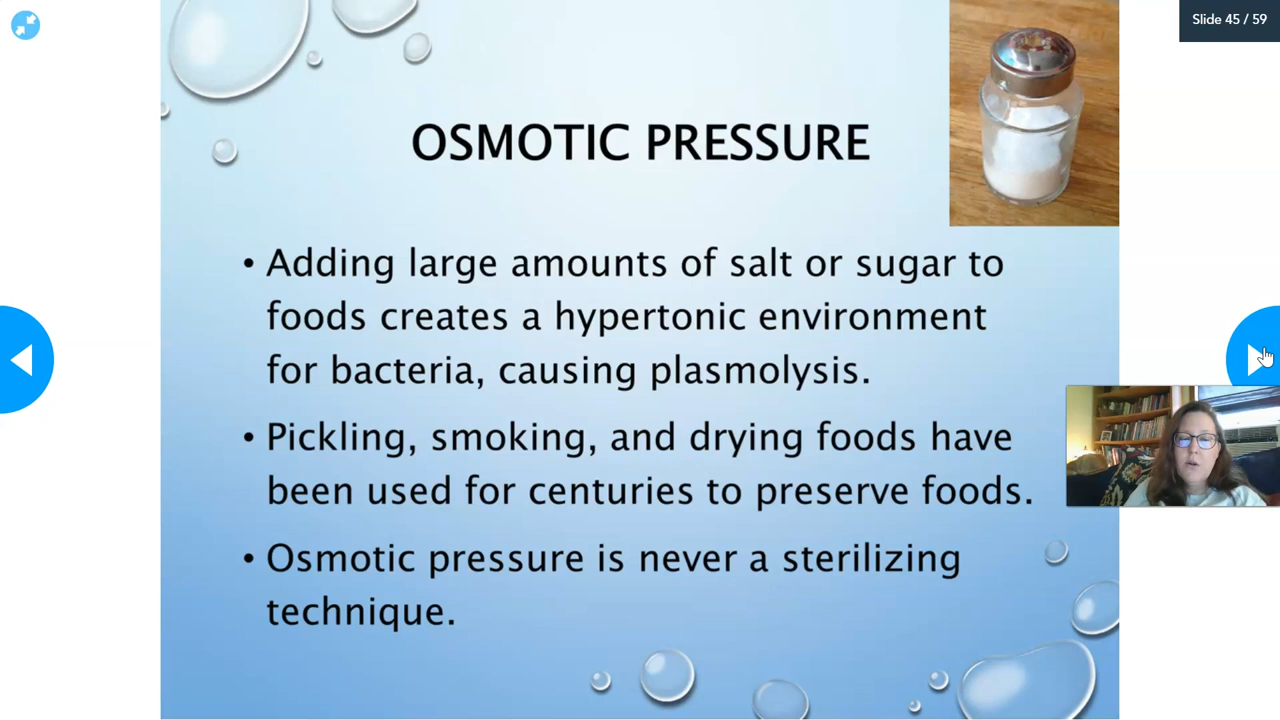 Slide 45 / 59
OSMOTIC PRESSURE
• Adding large amounts of salt or sugar to
foods creates a hypertonic environment
for bacteria, causing plasmolysis.
• Pickling, smoking, and drying foods have
been used for centuries to preserve foods.
• Osmotic pressure is never a sterilizing
technique.